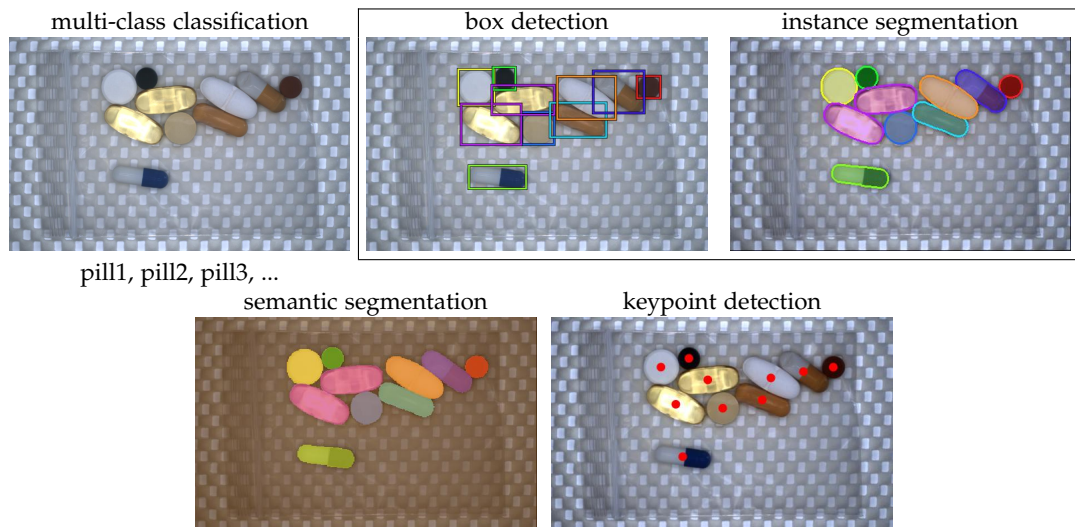 multi-class classification
box detection
instance segmentation
pill1, pill2, pill3, ...
semantic segmentation
keypoint detection